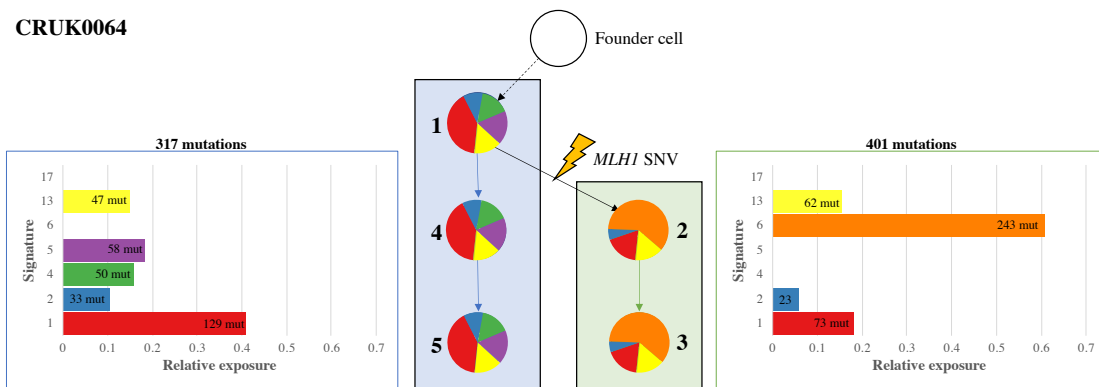 CRUK0064
Founder cell
1
MLH1 SNV
4
2
5
3
317 mutations
Signature
17
13
47 mut
6
5
58 mut
4
50 mut
2
33 mut
1
129 mut
0 0.1 0.2 0.3 0.4 0.5 0.6 0.7
Relative exposure
401 mutations
Signature
17
13
62 mut
6
243 mut
5
4
2
23
1
73 mut
0 0.1 0.2 0.3 0.4 0.5 0.6 0.7
Relative exposure